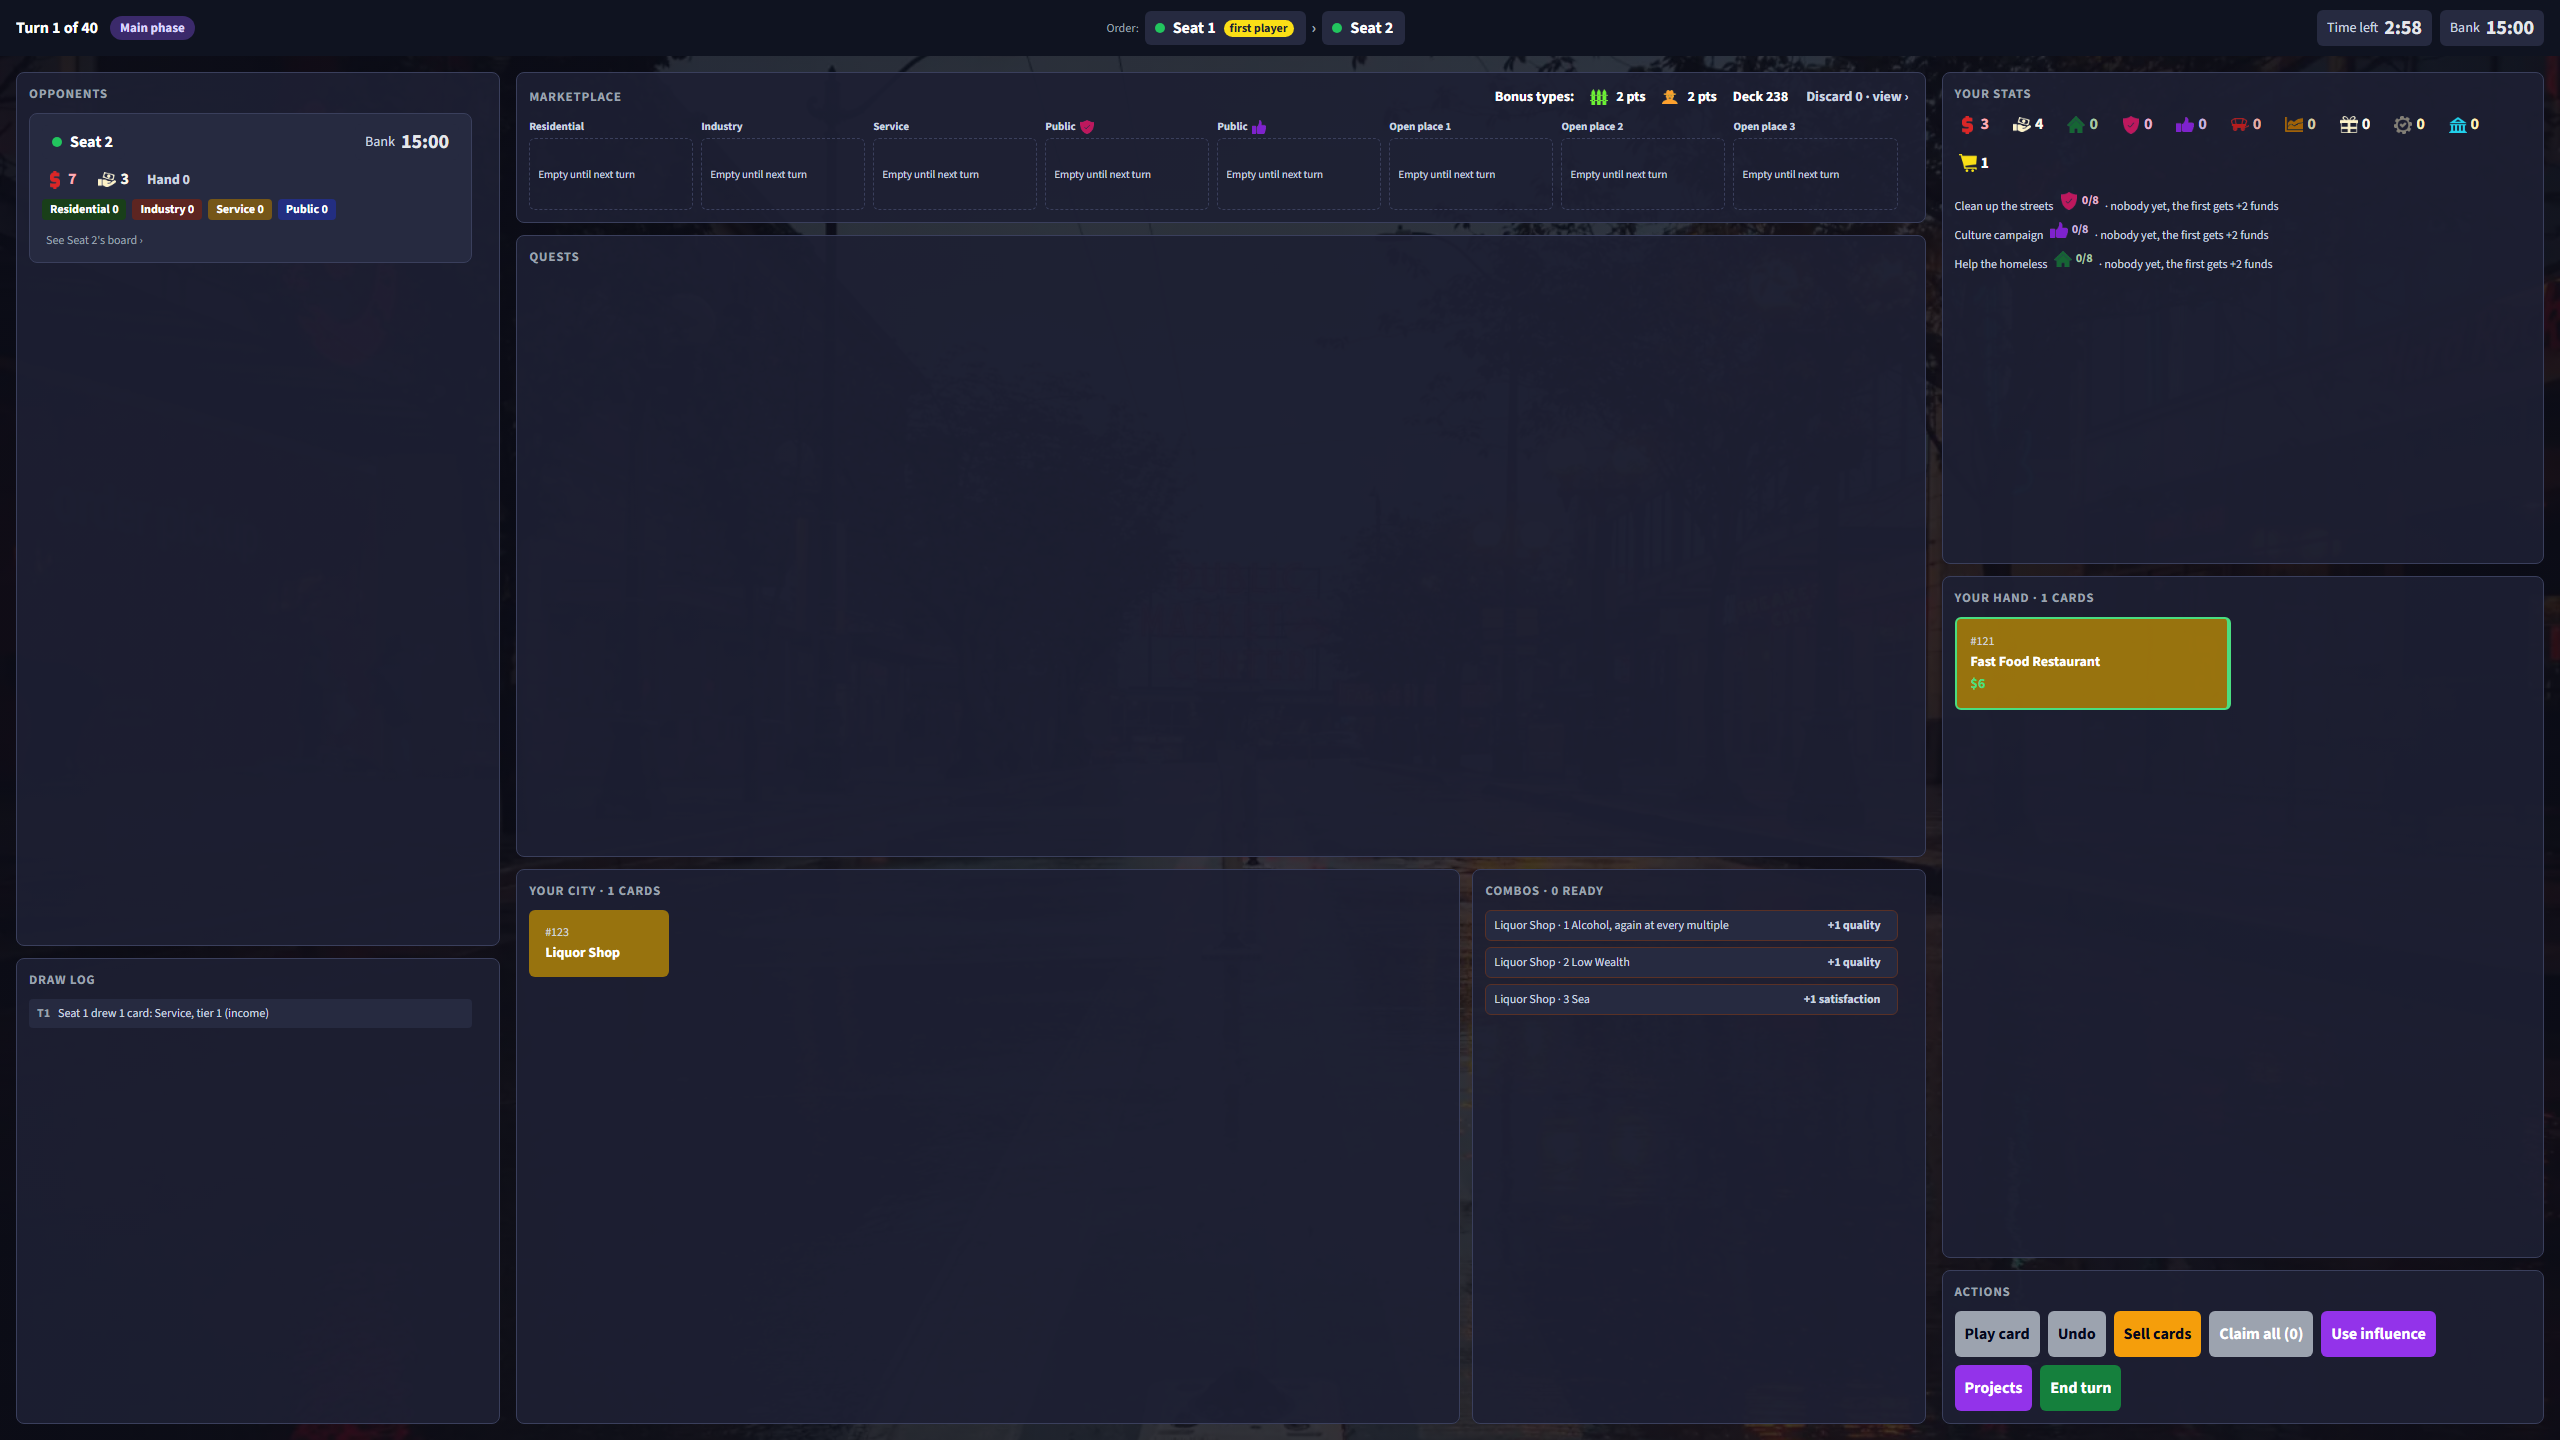 Turn 1 of 40 Main phase
Order: Seat 1 first player › Seat 2
Time left 2:58 Bank 15:00
OPPONENTS
Seat 2 Bank 15:00
7 3 Hand 0
Residential 0 Industry 0 Service 0 Public 0
See Seat 2's board ›
DRAW LOG
T1 Seat 1 drew 1 card: Service, tier 1 (income)
MARKETPLACE
Bonus types: 2 pts 2 pts Deck 238 Discard 0 · view ›
Residential Industry Service Public Public Open place 1 Open place 2 Open place 3
Empty until next turn Empty until next turn Empty until next turn Empty until next turn Empty until next turn Empty until next turn Empty until next turn Empty until next turn
QUESTS
YOUR CITY · 1 CARDS
#123
Liquor Shop
COMBOS · 0 READY
Liquor Shop · 1 Alcohol, again at every multiple +1 quality
Liquor Shop · 2 Low Wealth +1 quality
Liquor Shop · 3 Sea +1 satisfaction
YOUR STATS
3 4 0 0 0 0 0 0 0 0
1
Clean up the streets 0/8 · nobody yet, the first gets +2 funds
Culture campaign 0/8 · nobody yet, the first gets +2 funds
Help the homeless 0/8 · nobody yet, the first gets +2 funds
YOUR HAND · 1 CARDS
#121
Fast Food Restaurant
$6
ACTIONS
Play card Undo Sell cards Claim all (0) Use influence
Projects End turn